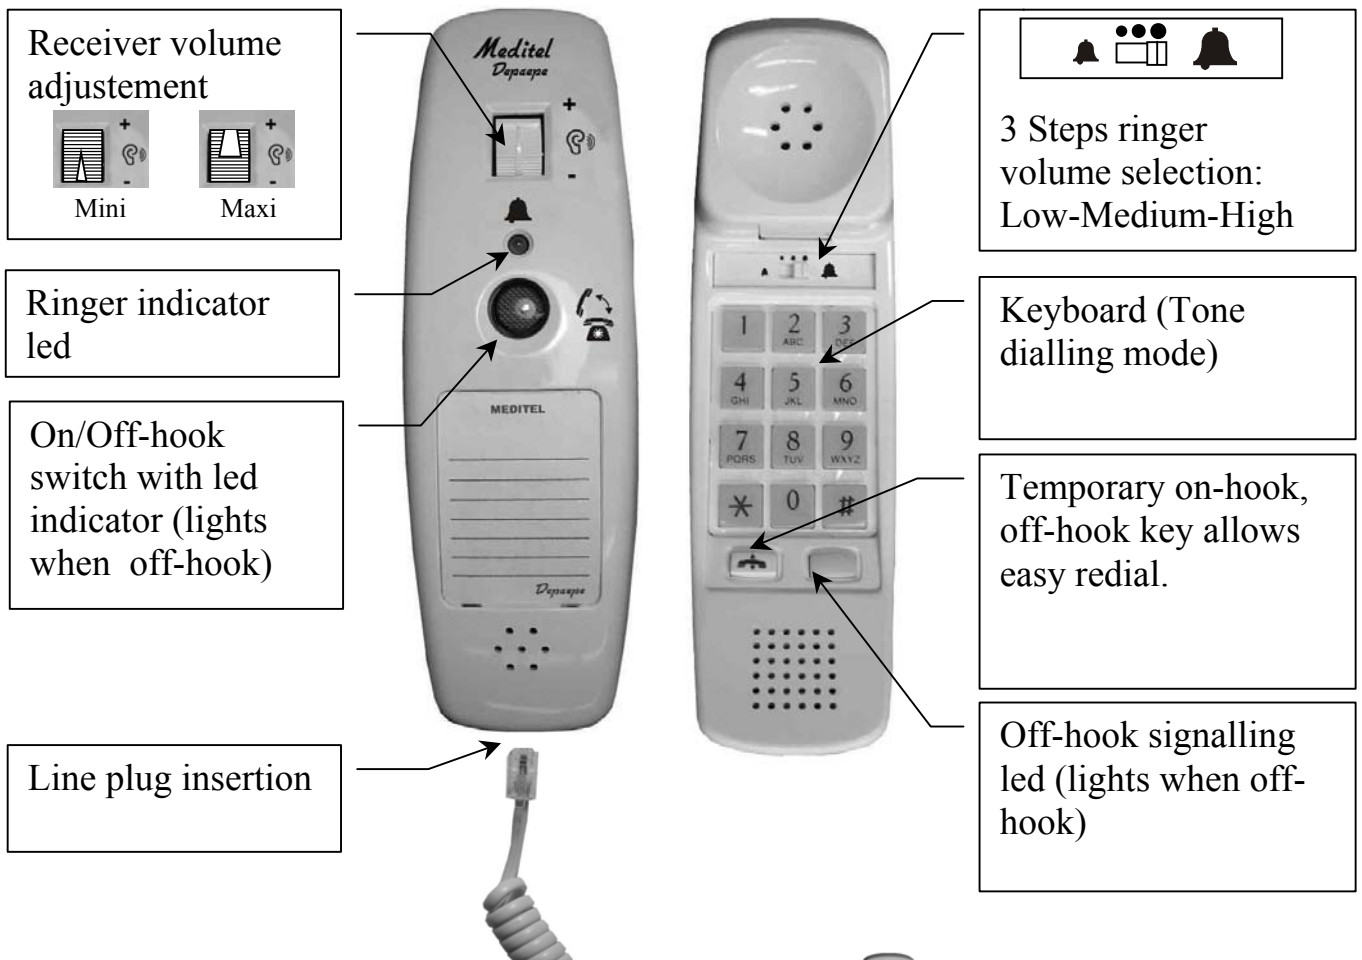 Receiver volume
adjustement
+
-
Mini
+
-
Maxi
Ringer indicator
led
On/Off-hook
switch with led
indicator (lights
when off-hook)
Line plug insertion
Meditel
Depaepe
+
-
MEDITEL
Depaepe
1
2
ABC
3
DEF
4
GHI
5
JKL
6
MNO
7
PQRS
8
TUV
9
WXYZ
*
0
#
3 Steps ringer
volume selection:
Low-Medium-High
Keyboard (Tone
dialling mode)
Temporary on-hook,
off-hook key allows
easy redial.
Off-hook signalling
led (lights when off-
hook)